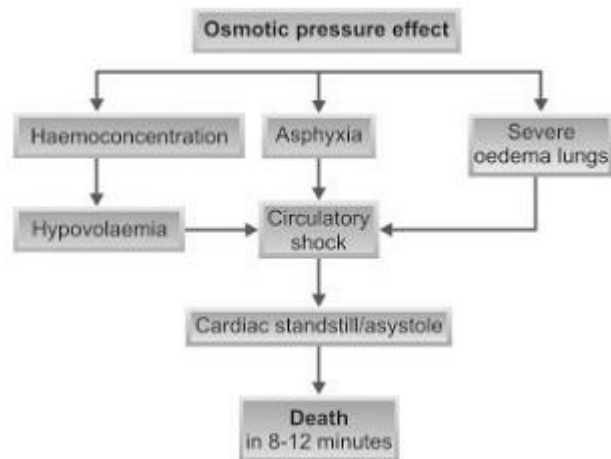 Osmotic pressure effect
Haemoconcentration
Asphyxia
Severe
oedema lungs
Hypovolaemia
Circulatory
shock
Cardiac standstill/asystole
Death
in 8-12 minutes